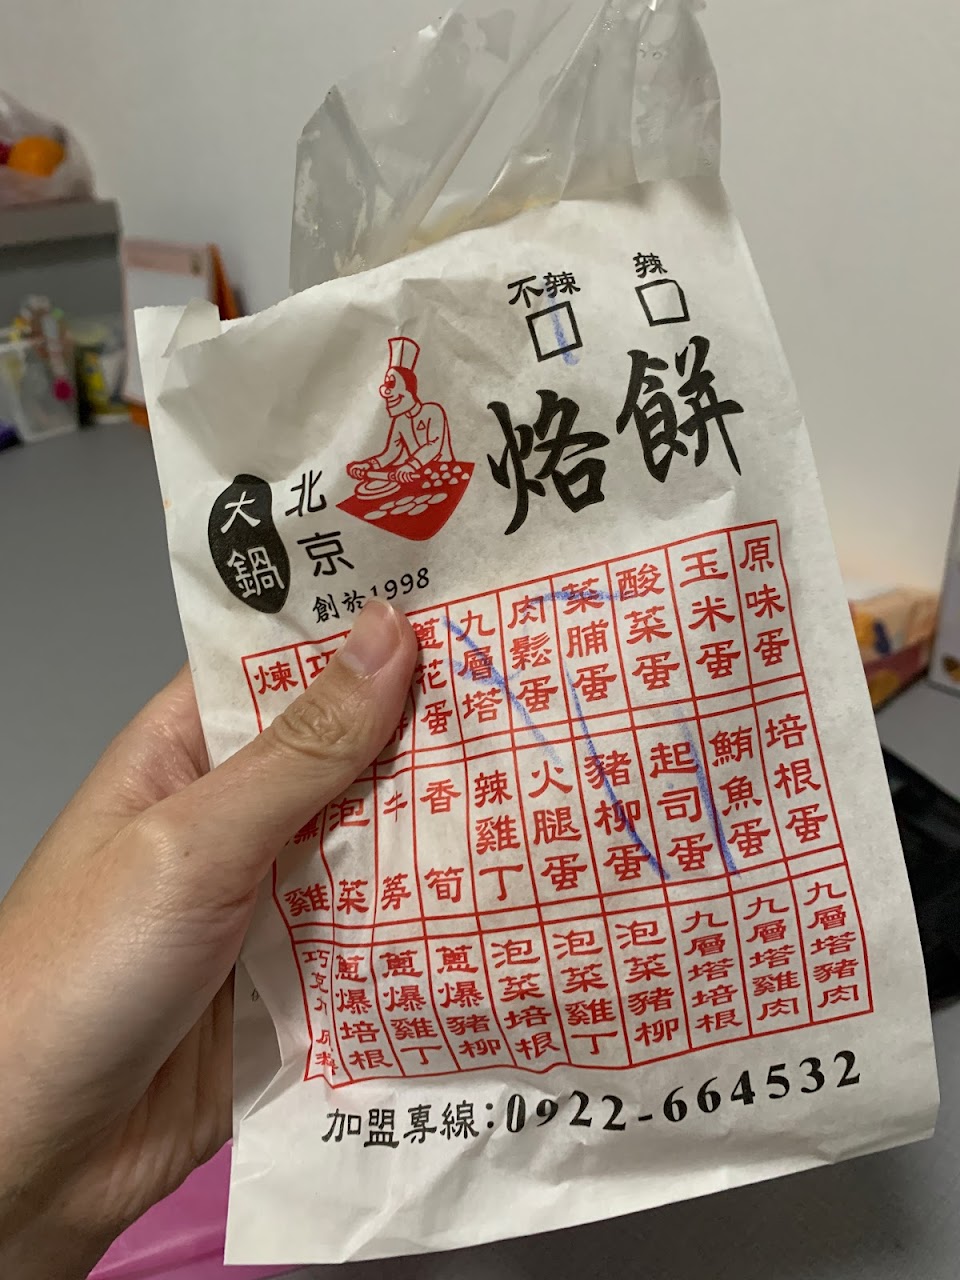 不辣 辣
烙餅
大鍋
北京
創於1998
原味蛋
玉米蛋
酸菜蛋
菜脯蛋
肉鬆蛋
九層塔
蔥花蛋
煉
培根蛋
鮪魚蛋
起司蛋
豬柳蛋
火腿蛋
辣雞丁
香筍
牛蒡
泡菜
雞
九層塔豬肉
九層塔雞肉
九層塔培根
泡菜豬柳
泡菜雞丁
泡菜培根
蔥爆豬柳
蔥爆雞丁
蔥爆培根
加盟專線:0922-664532